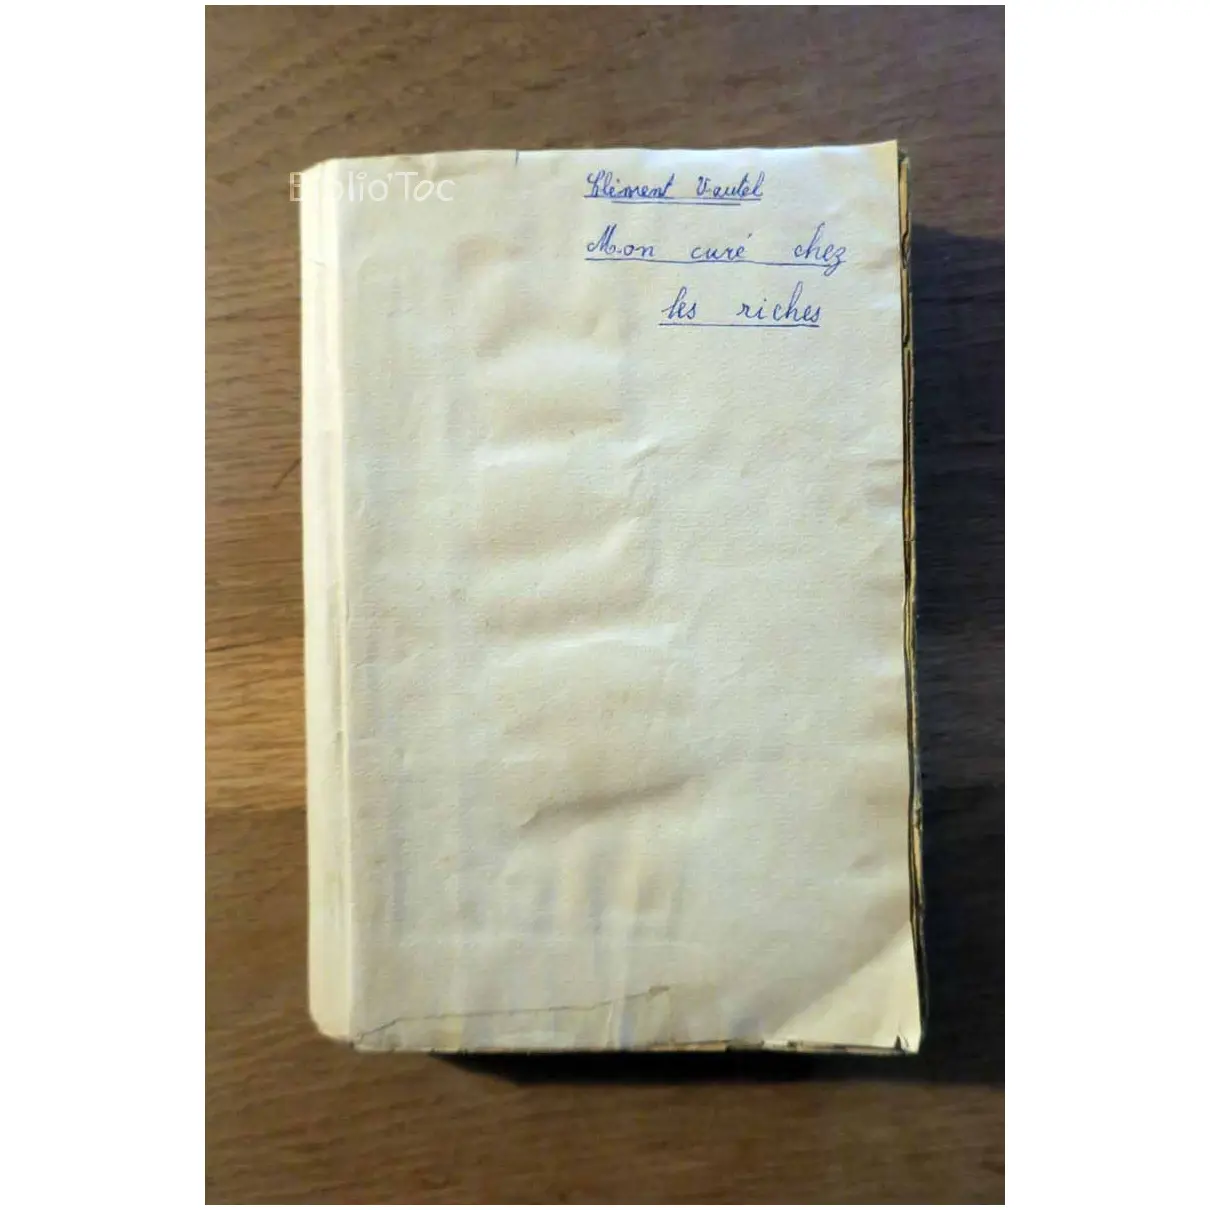 Biblio'Toc
Clément Vautel
Mon curé chez
les riches